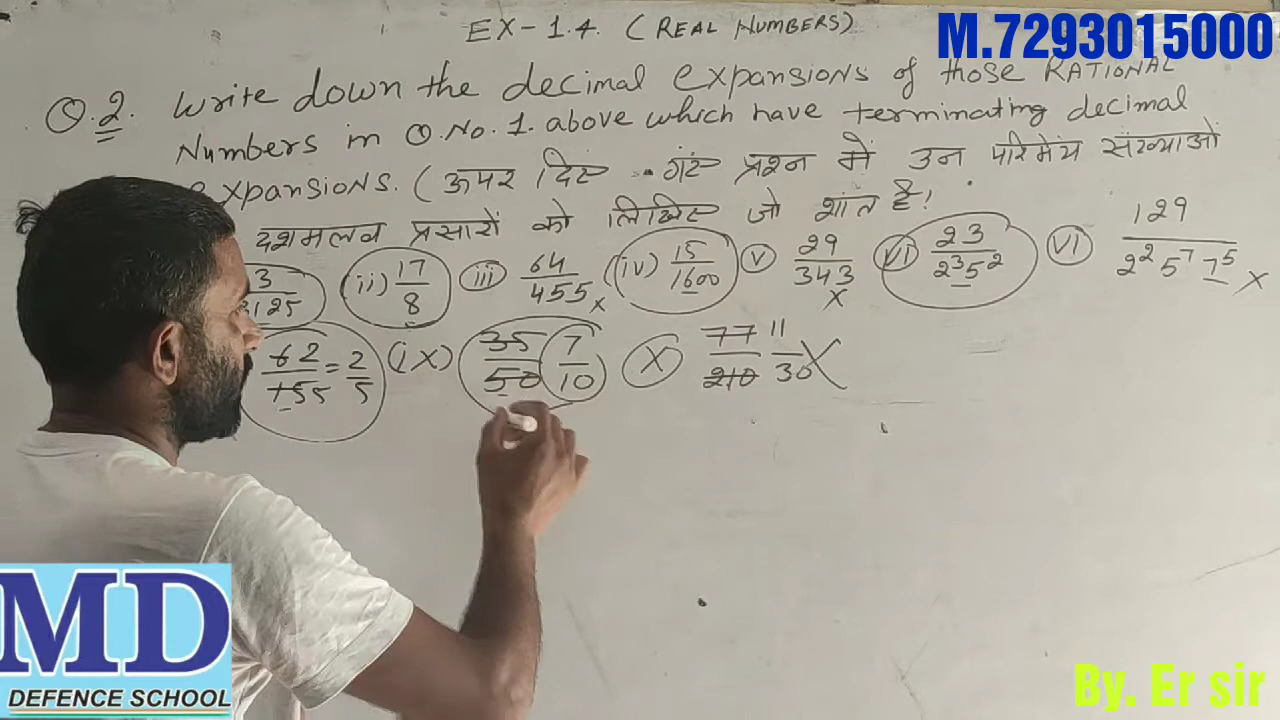 EX-1.4. (REAL NUMBERS)
M.7293015000
Q.2. Write down the decimal expansions of those RATIONAL
Numbers in Q.No.1. above which have terminating decimal
expansions. (ऊपर दिए गए प्रश्न में उन परिमेय संख्याओं
दशमलव प्रसारों को लिखिए जो शांत है।
3/3125 (ii) 17/8 (iii) 64/455 x (iv) 15/1600 (v) 29/343 x (vi) 23/2³5² (vi) 129/2²5⁷7⁵ x
62/155 = 2/5 (ix) 35/50 7/10 (x) 77/210 11/30 X
MD
DEFENCE SCHOOL
By. Er sir